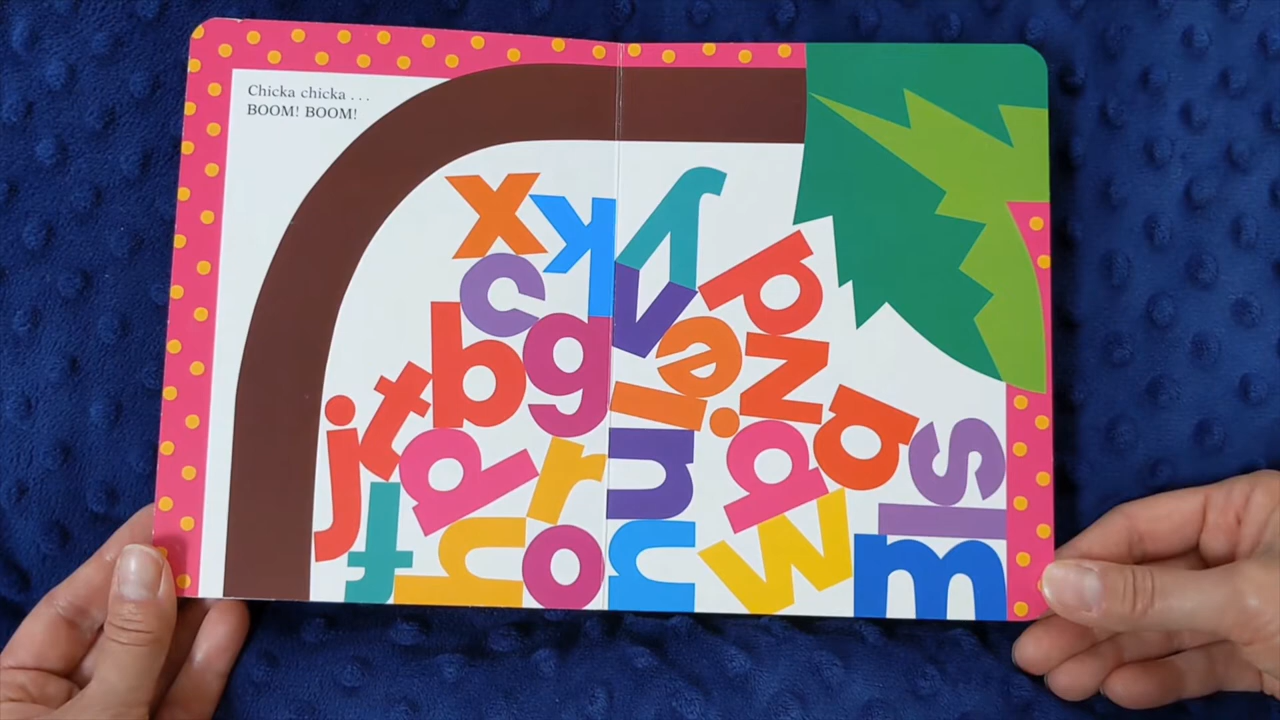 Chicka chicka . . .
BOOM! BOOM!
x k y
c v p
b g e z
j t d r l i n d a s
f h o u w m l